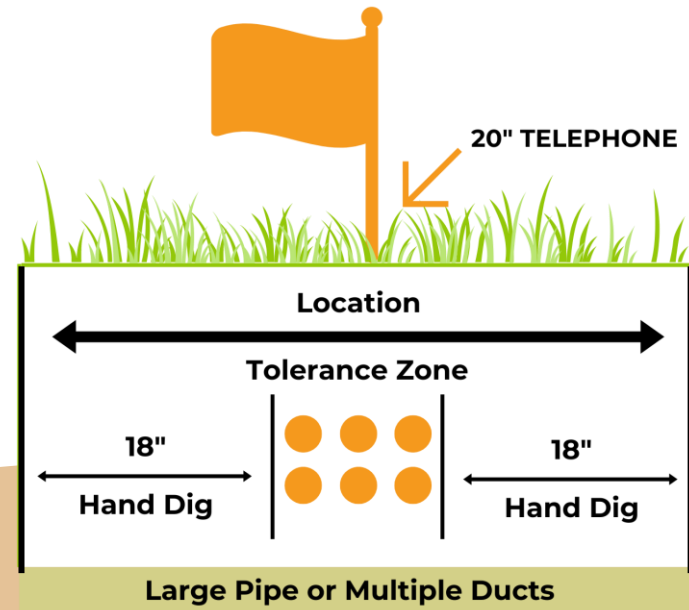 20" TELEPHONE
Location
Tolerance Zone
18"
Hand Dig
18"
Hand Dig
Large Pipe or Multiple Ducts